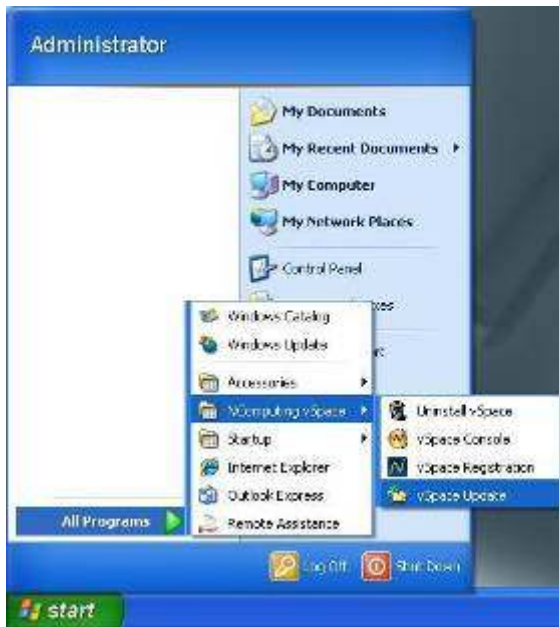 Administrator
My Documents
My Recent Documents
My Computer
My Network Places
Control Panel
Windows Catalog
Windows Update
Accessories
NComputing vSpace
Startup
Internet Explorer
Outlook Express
Remote Assistance
Uninstall vSpace
vSpace Console
vSpace Registration
vSpace Update
All Programs
Log Off
Shut Down
start